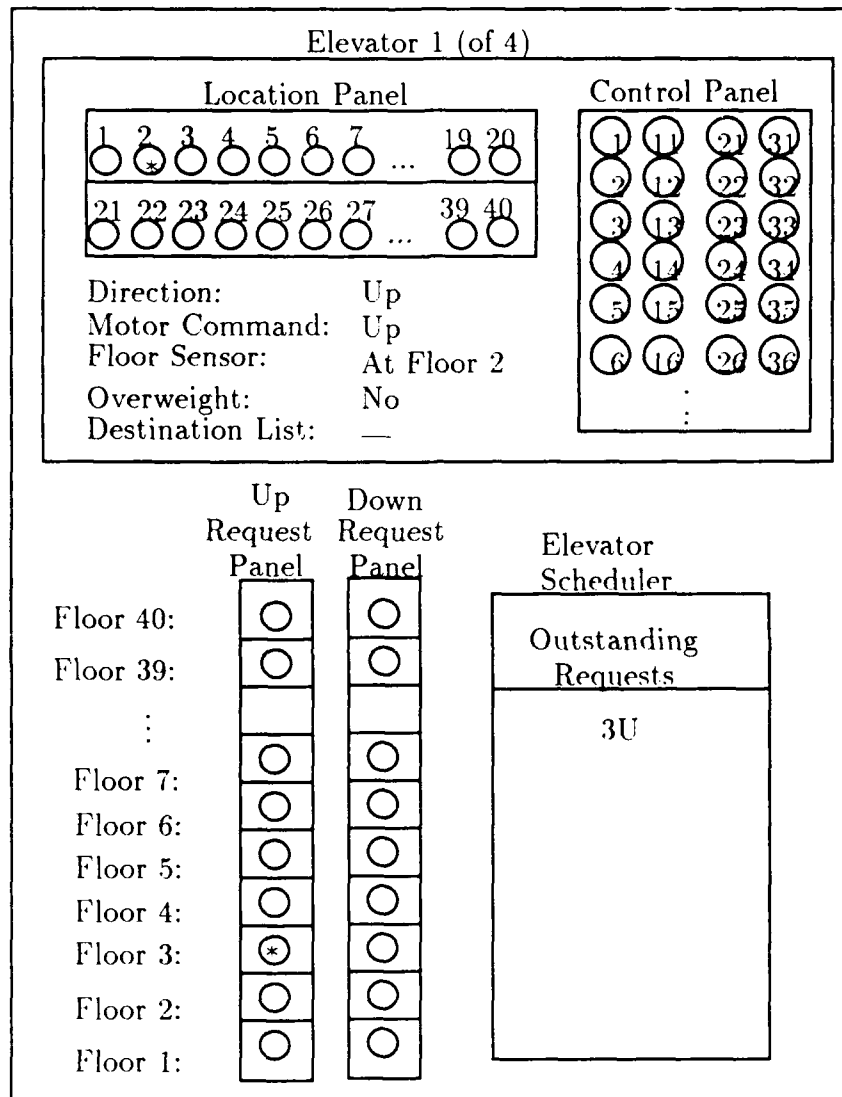 Elevator 1 (of 4)
Location Panel
1 2 3 4 5 6 7 ... 19 20
*
21 22 23 24 25 26 27 ... 39 40
Direction: Up
Motor Command: Up
Floor Sensor: At Floor 2
Overweight: No
Destination List: —
Control Panel
1 11 21 31
2 12 22 32
3 13 23 33
4 14 24 34
5 15 25 35
6 16 26 36
⋮
Up
Request
Panel
Down
Request
Panel
Floor 40:
Floor 39:
⋮
Floor 7:
Floor 6:
Floor 5:
Floor 4:
Floor 3: *
Floor 2:
Floor 1:
Elevator
Scheduler
Outstanding
Requests
3U